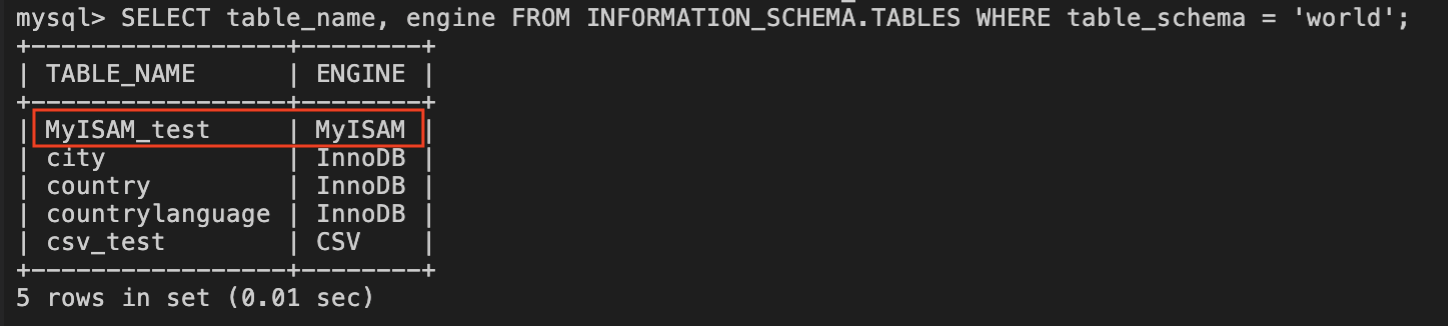 mysql> SELECT table_name, engine FROM INFORMATION_SCHEMA.TABLES WHERE table_schema = 'world';
+-----------------+--------+
| TABLE_NAME      | ENGINE |
+-----------------+--------+
| MyISAM_test     | MyISAM |
| city            | InnoDB |
| country         | InnoDB |
| countrylanguage | InnoDB |
| csv_test        | CSV    |
+-----------------+--------+
5 rows in set (0.01 sec)